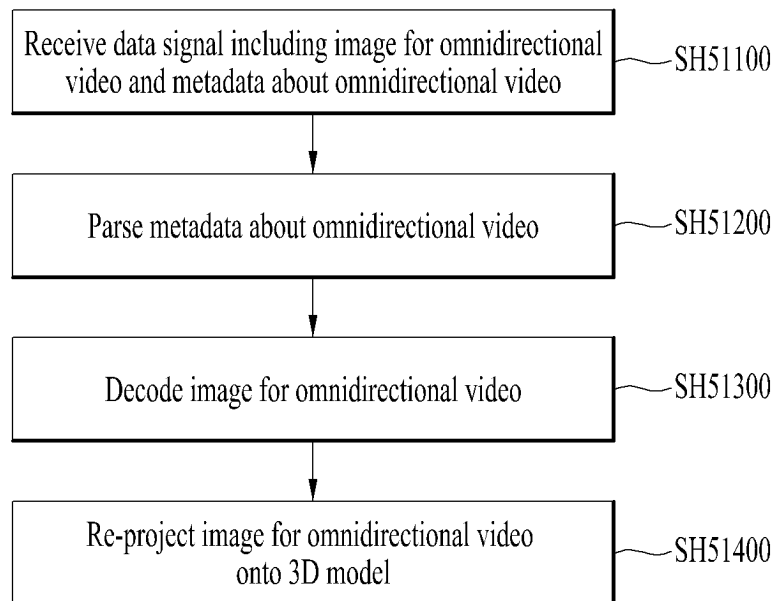 Receive data signal including image for omnidirectional
video and metadata about omnidirectional video
SH51100
Parse metadata about omnidirectional video
SH51200
Decode image for omnidirectional video
SH51300
Re-project image for omnidirectional video
onto 3D model
SH51400